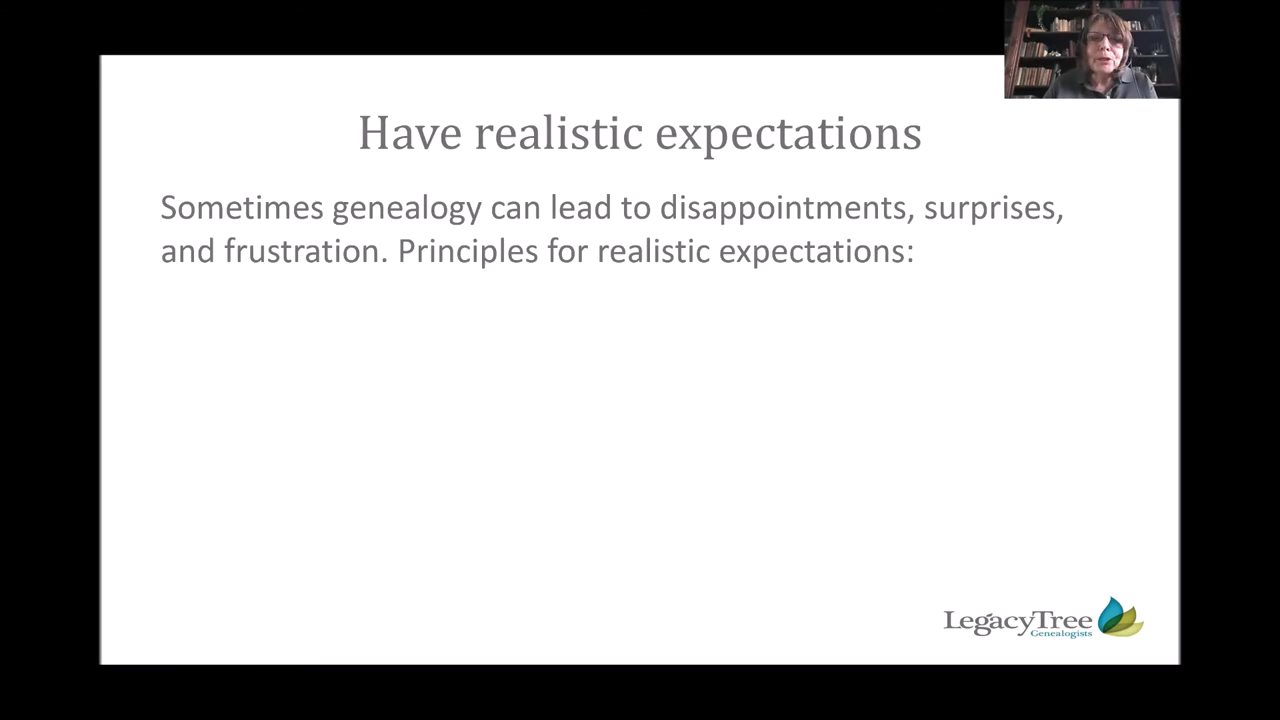 Have realistic expectations
Sometimes genealogy can lead to disappointments, surprises,
and frustration. Principles for realistic expectations:
LegacyTree
Genealogists